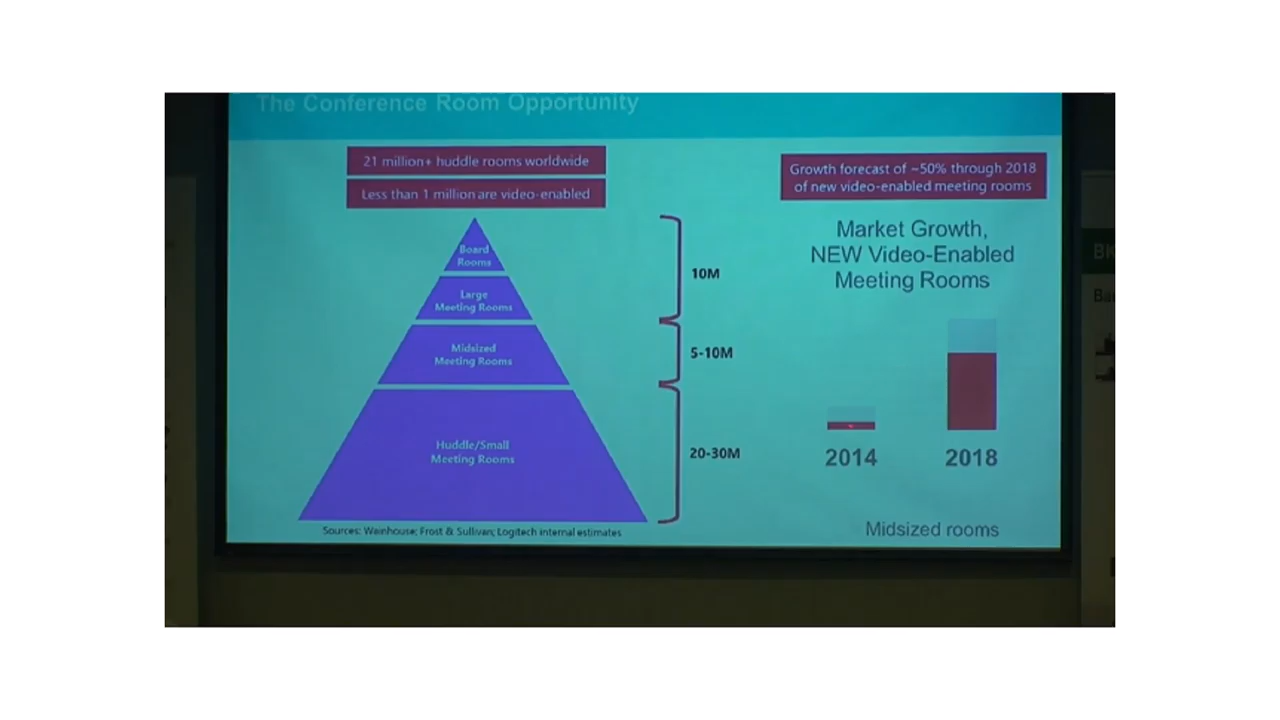 The Conference Room Opportunity
21 million+ huddle rooms worldwide
Less than 1 million are video-enabled
Board
Rooms
Large
Meeting Rooms
Midsized
Meeting Rooms
Huddle/Small
Meeting Rooms
10M
5-10M
20-30M
Sources: Wainhouse; Frost & Sullivan; Logitech internal estimates
Growth forecast of ~50% through 2018
of new video-enabled meeting rooms
Market Growth,
NEW Video-Enabled
Meeting Rooms
2014
2018
Midsized rooms